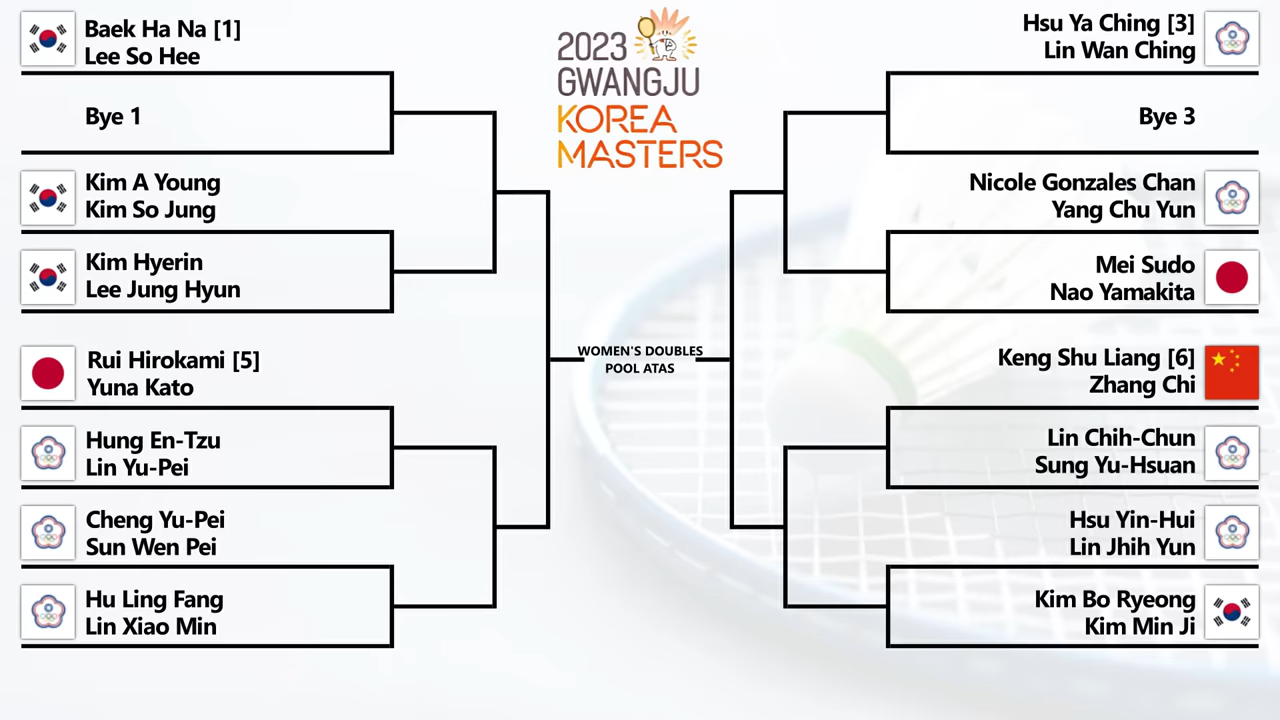 Baek Ha Na [1]
Lee So Hee
Bye 1
Kim A Young
Kim So Jung
Kim Hyerin
Lee Jung Hyun
Rui Hirokami [5]
Yuna Kato
Hung En-Tzu
Lin Yu-Pei
Cheng Yu-Pei
Sun Wen Pei
Hu Ling Fang
Lin Xiao Min
2023
GWANGJU
KOREA
MASTERS
WOMEN'S DOUBLES
POOL ATAS
Hsu Ya Ching [3]
Lin Wan Ching
Bye 3
Nicole Gonzales Chan
Yang Chu Yun
Mei Sudo
Nao Yamakita
Keng Shu Liang [6]
Zhang Chi
Lin Chih-Chun
Sung Yu-Hsuan
Hsu Yin-Hui
Lin Jhih Yun
Kim Bo Ryeong
Kim Min Ji